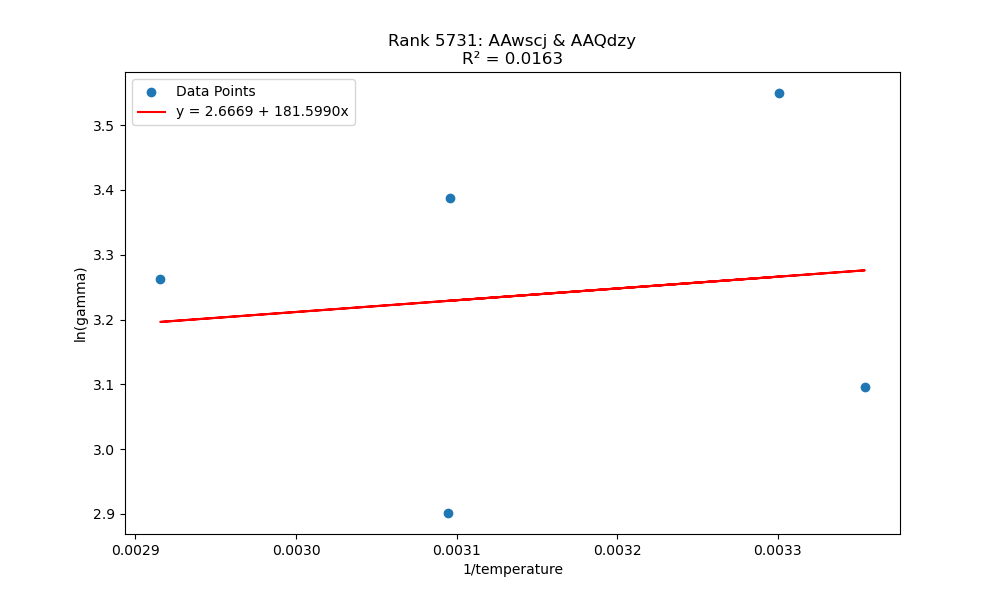 Rank 5731: AAwscj & AAQdzy
R² = 0.0163
Data Points
y = 2.6669 + 181.5990x
3.5
3.4
3.3
3.2
3.1
3.0
2.9
ln(gamma)
0.0029 0.0030 0.0031 0.0032 0.0033
1/temperature